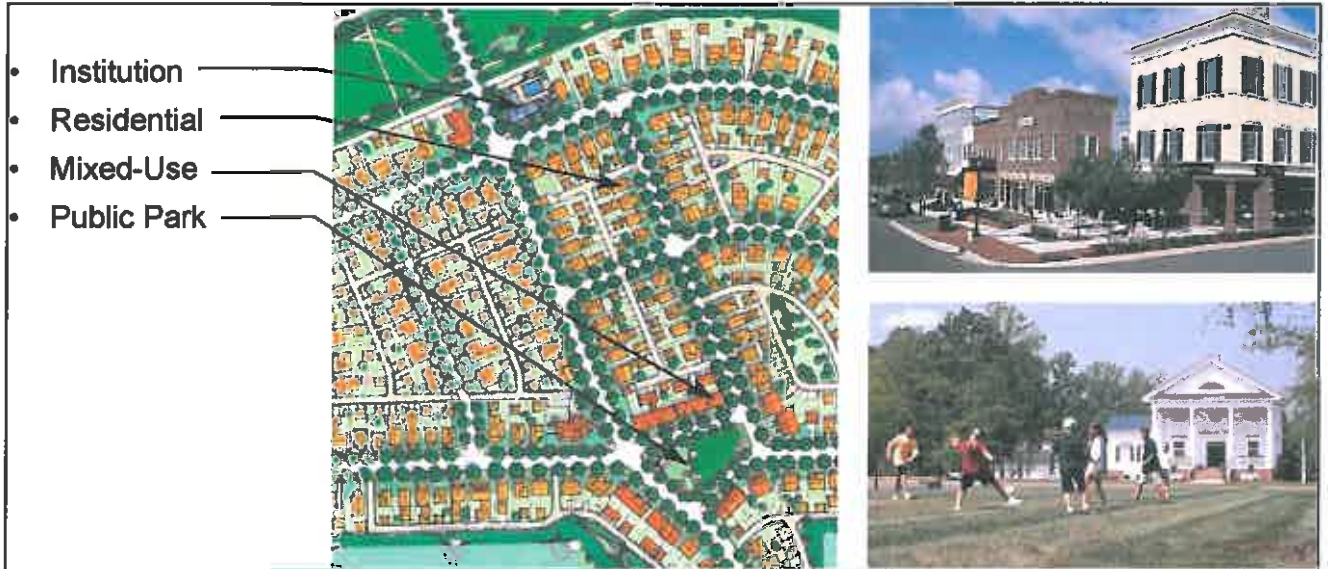 • Institution
• Residential
• Mixed-Use
• Public Park